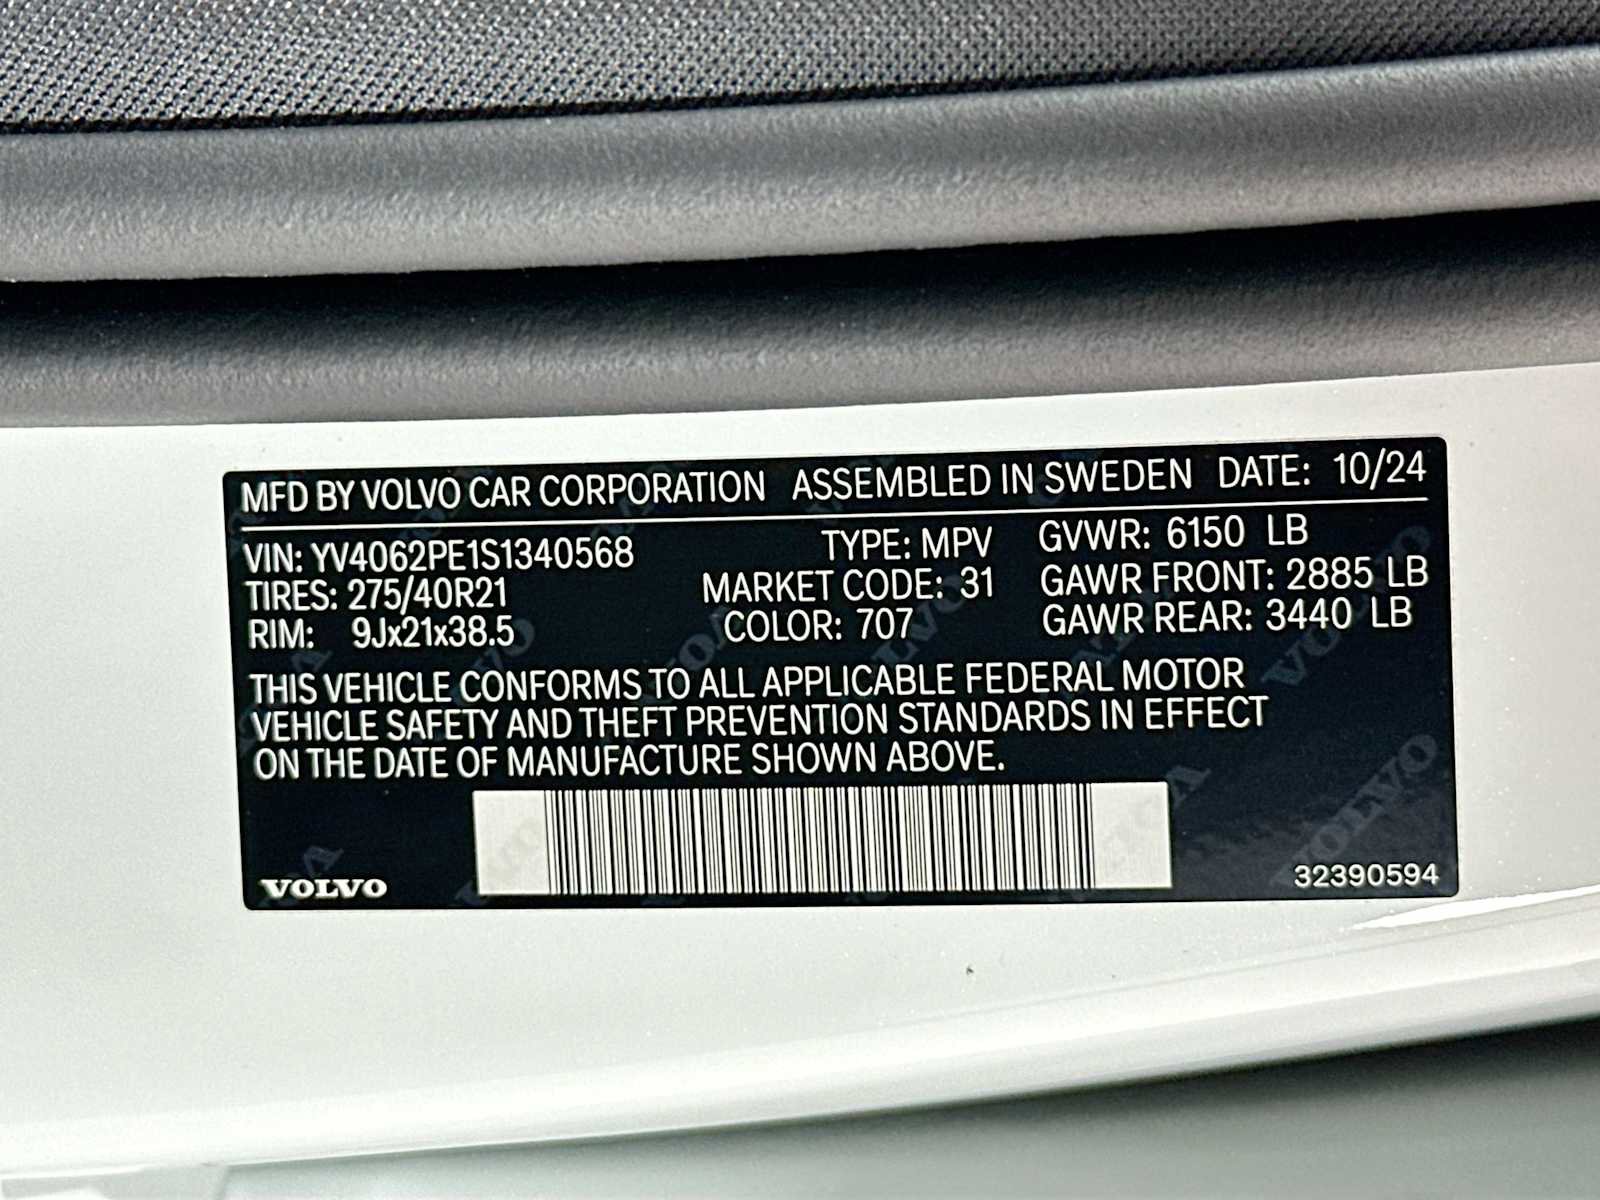 MFD BY VOLVO CAR CORPORATION ASSEMBLED IN SWEDEN DATE: 10/24
VIN: YV4062PE1S1340568 TYPE: MPV GVWR: 6150 LB
TIRES: 275/40R21 MARKET CODE: 31 GAWR FRONT: 2885 LB
RIM: 9Jx21x38.5 COLOR: 707 GAWR REAR: 3440 LB
THIS VEHICLE CONFORMS TO ALL APPLICABLE FEDERAL MOTOR
VEHICLE SAFETY AND THEFT PREVENTION STANDARDS IN EFFECT
ON THE DATE OF MANUFACTURE SHOWN ABOVE.
VOLVO 32390594